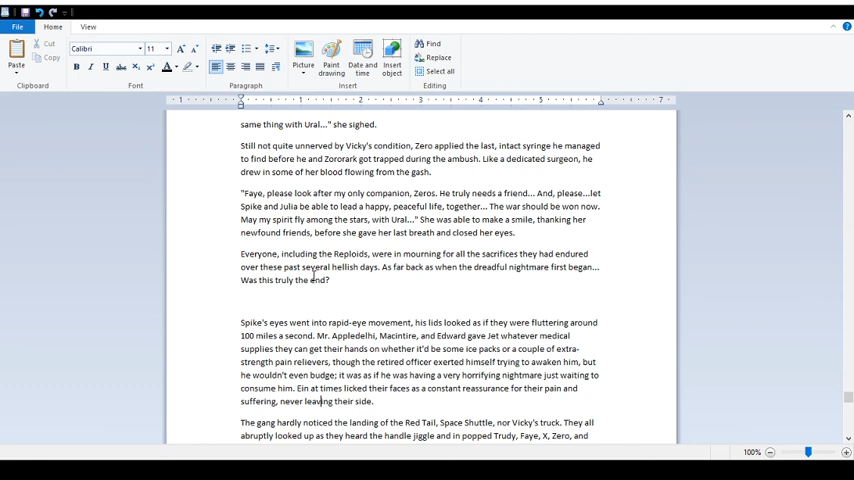 File Home View
Cut
Copy
Paste
Clipboard
Calibri 11
B I U abc X₂ X² A
Font
Paragraph
Picture Paint drawing Date and time Insert object
Insert
Find
Replace
Select all
Editing
1 1 2 3 4 5 7
same thing with Ural..." she sighed.
Still not quite unnerved by Vicky's condition, Zero applied the last, intact syringe he managed
to find before he and Zororark got trapped during the ambush. Like a dedicated surgeon, he
drew in some of her blood flowing from the gash.
"Faye, please look after my only companion, Zeros. He truly needs a friend... And, please...let
Spike and Julia be able to lead a happy, peaceful life, together... The war should be won now.
May my spirit fly among the stars, with Ural..." She was able to make a smile, thanking her
newfound friends, before she gave her last breath and closed her eyes.
Everyone, including the Reploids, were in mourning for all the sacrifices they had endured
over these past several hellish days. As far back as when the dreadful nightmare first began...
Was this truly the end?
Spike's eyes went into rapid-eye movement, his lids looked as if they were fluttering around
100 miles a second. Mr. Appledelhi, Macintire, and Edward gave Jet whatever medical
supplies they can get their hands on whether it'd be some ice packs or a couple of extra-
strength pain relievers, though the retired officer exerted himself trying to awaken him, but
he wouldn't even budge; it was as if he was having a very horrifying nightmare just waiting to
consume him. Ein at times licked their faces as a constant reassurance for their pain and
suffering, never leaving their side.
The gang hardly noticed the landing of the Red Tail, Space Shuttle, nor Vicky's truck. They all
abruptly looked up as they heard the handle jiggle and in popped Trudy, Faye, X, Zero, and
100%